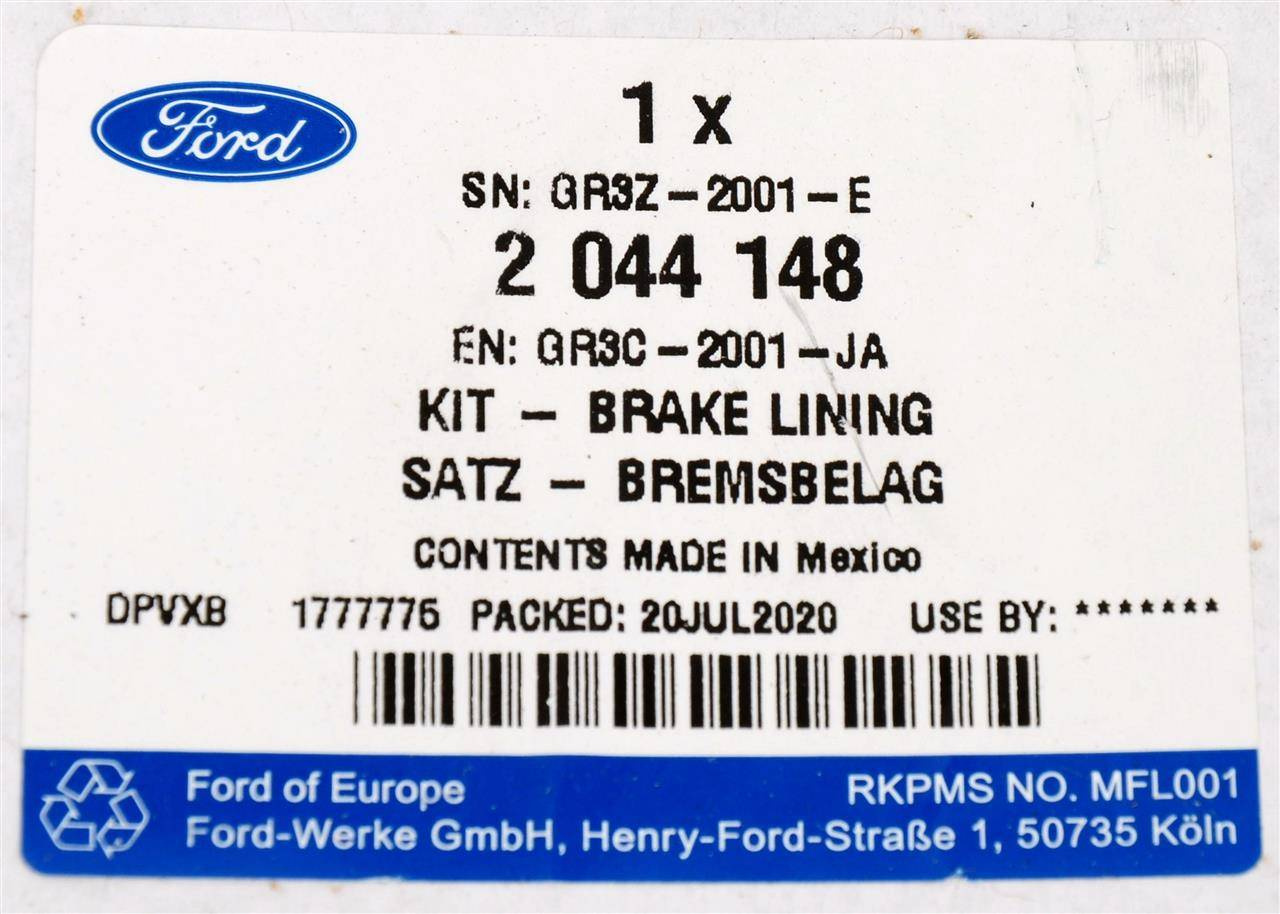 Ford
1 x
SN: GR3Z-2001-E
2 044 148
EN: GR3C-2001-JA
KIT - BRAKE LINING
SATZ - BREMSBELAG
CONTENTS MADE IN Mexico
DPVXB 1777775 PACKED: 20JUL2020 USE BY: *******
Ford of Europe RKPMS NO. MFL001
Ford-Werke GmbH, Henry-Ford-Straße 1, 50735 Köln